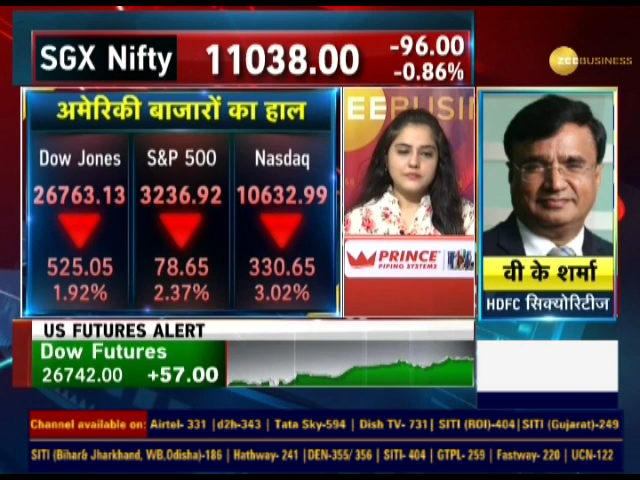 SGX Nifty 11038.00 -96.00
-0.86%
ZEEBUSINESS
अमेरिकी बाजारों का हाल
Dow Jones S&P 500 Nasdaq
26763.13 3236.92 10632.99
525.05 78.65 330.65
1.92% 2.37% 3.02%
EEBUSIN
PRINCE
PIPING SYSTEMS
वी के शर्मा
HDFC सिक्योरिटीज
US FUTURES ALERT
Dow Futures
26742.00 +57.00
Channel available on: Airtel- 331 |d2h-343 | Tata Sky-594 | Dish TV- 731| SITI (ROI)-404|SITI (Gujarat)-249
SITI (Bihar& Jharkhand, WB,Odisha)-186 | Hathway- 241 |DEN-355/ 356 | SITI- 404 | GTPL- 259 | Fastway- 220 | UCN-122